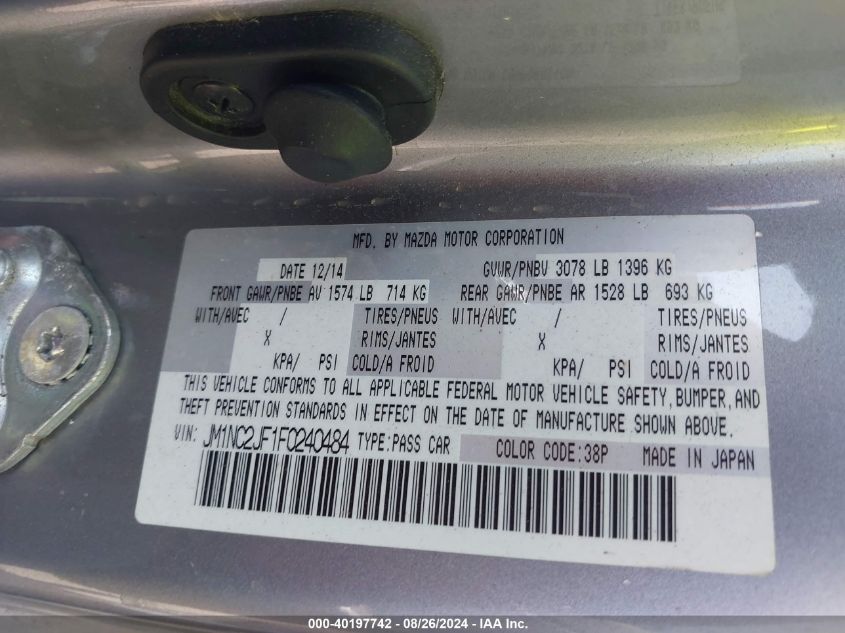 MFD. BY MAZDA MOTOR CORPORATION
DATE 12/14 GVWR/PNBV 3078 LB 1396 KG
FRONT GAWR/PNBE AV 1574 LB 714 KG REAR GAWR/PNBE AR 1528 LB 693 KG
WITH/AVEC / TIRES/PNEUS WITH/AVEC / TIRES/PNEUS
X RIMS/JANTES X RIMS/JANTES
KPA/ PSI COLD/A FROID KPA/ PSI COLD/A FROID
THIS VEHICLE CONFORMS TO ALL APPLICABLE FEDERAL MOTOR VEHICLE SAFETY, BUMPER, AND
THEFT PREVENTION STANDARDS IN EFFECT ON THE DATE OF MANUFACTURE SHOWN ABOVE.
VIN: JM1NC2JF1F0240484 TYPE:PASS CAR COLOR CODE:38P MADE IN JAPAN
000-40197742 - 08/26/2024 - IAA Inc.